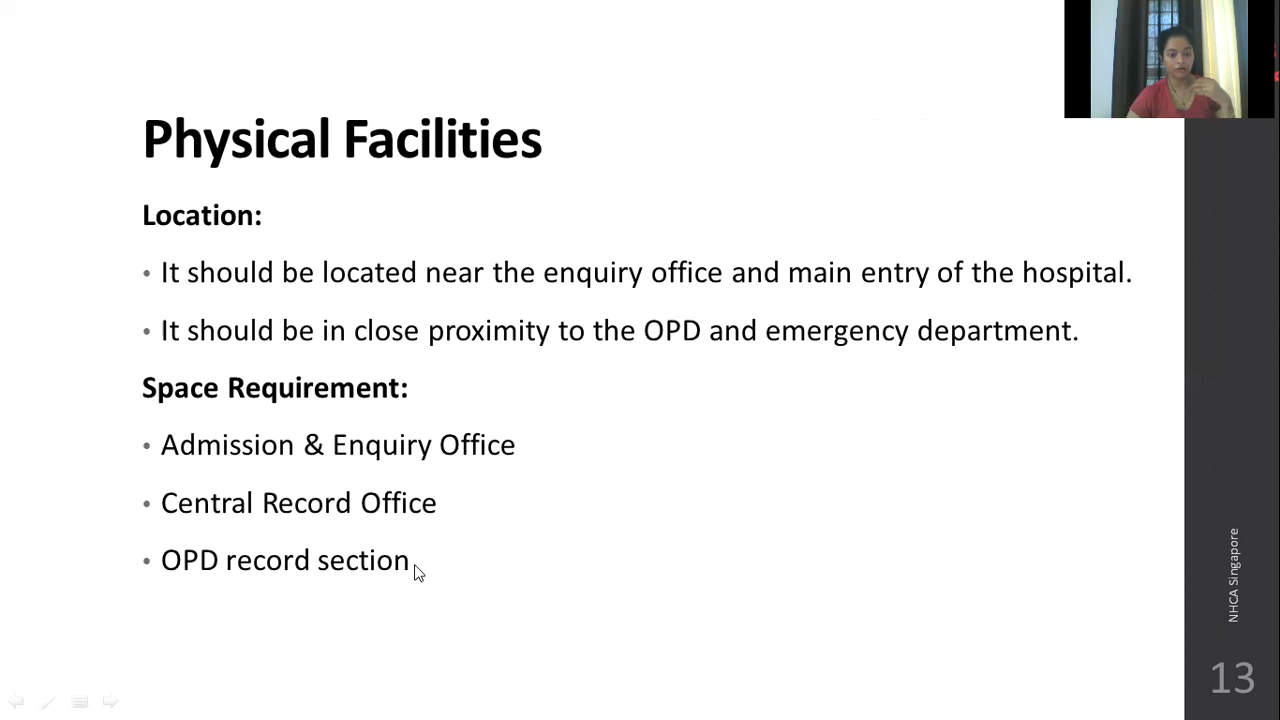 Physical Facilities
Location:
• It should be located near the enquiry office and main entry of the hospital.
• It should be in close proximity to the OPD and emergency department.
Space Requirement:
• Admission & Enquiry Office
• Central Record Office
• OPD record section
NHCA Singapore
13